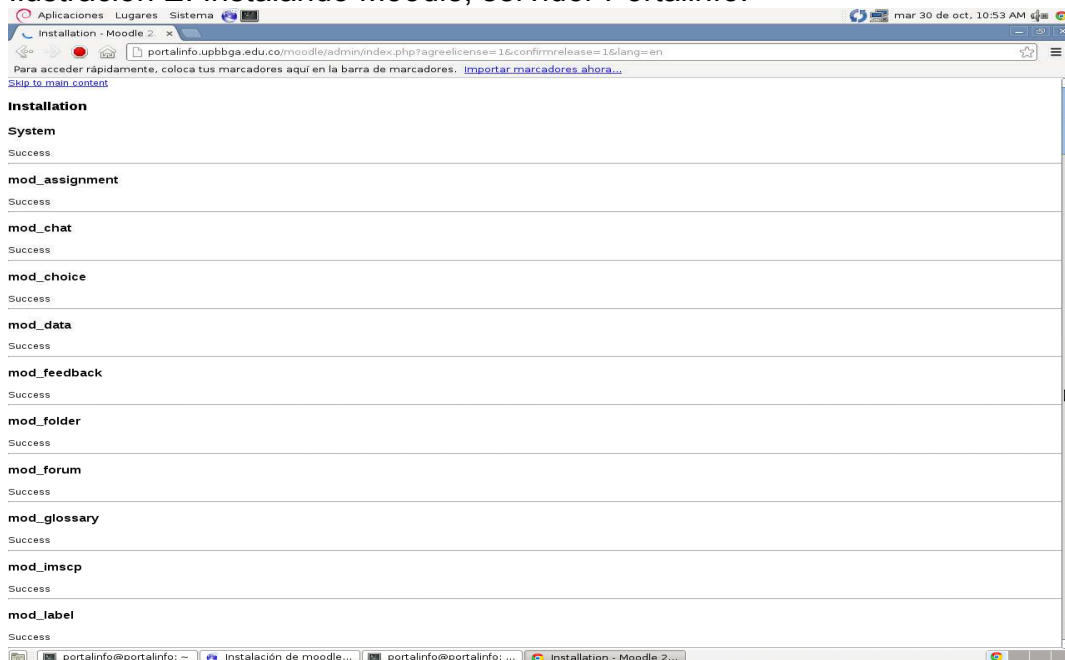 Ilustración 2. Instalando Moodle, servidor Portalinfo.
Aplicaciones Lugares Sistema mar 30 de oct, 10:53 AM
Installation - Moodle 2.
portalinfo.upbbga.edu.co/moodle/admin/index.php?agreelicense=1&confirmrelease=1&lang=en
Para acceder rápidamente, coloca tus marcadores aquí en la barra de marcadores. Importar marcadores ahora...
Skip to main content
Installation
System
Success
mod_assignment
Success
mod_chat
Success
mod_choice
Success
mod_data
Success
mod_feedback
Success
mod_folder
Success
mod_forum
Success
mod_glossary
Success
mod_imscp
Success
mod_label
Success
portalinfo@portalinfo: ~ Instalación de moodle... portalinfo@portalinfo: ... Installation - Moodle 2...